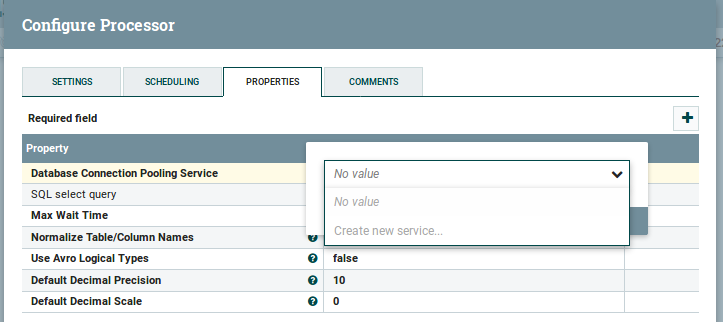 Configure Processor
SETTINGS
SCHEDULING
PROPERTIES
COMMENTS
Required field
Property
Database Connection Pooling Service
No value
No value
SQL select query
Create new service...
Max Wait Time
Normalize Table/Column Names
Use Avro Logical Types
false
Default Decimal Precision
10
Default Decimal Scale
0